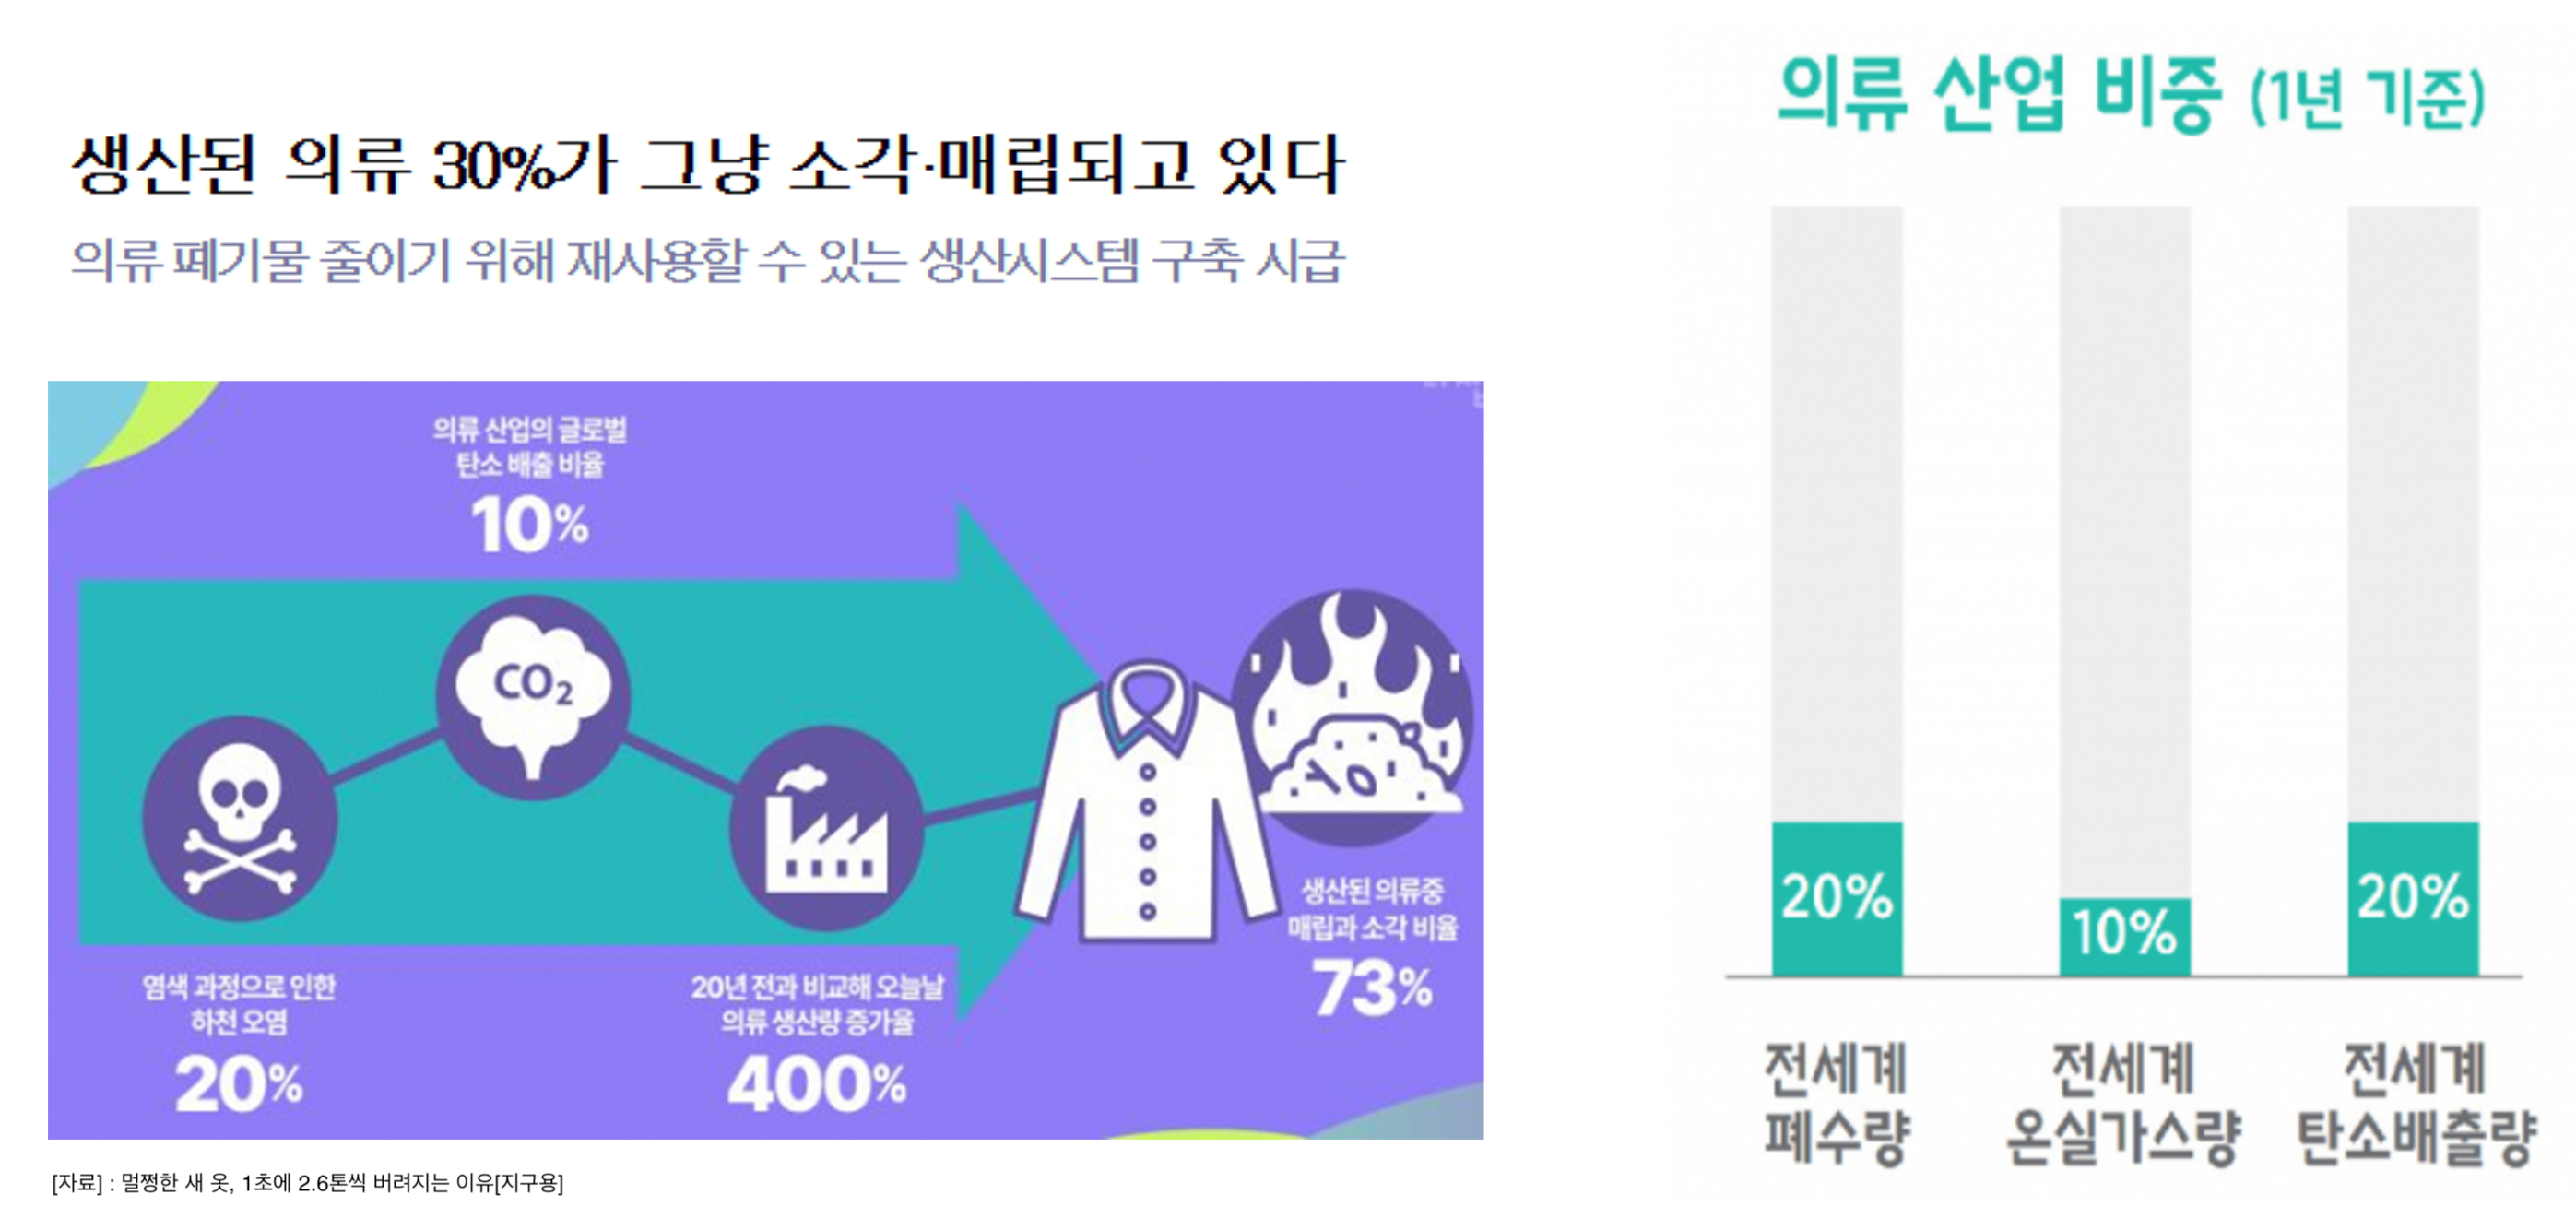 생산된 의류 30%가 그냥 소각·매립되고 있다
의류 폐기물 줄이기 위해 재사용할 수 있는 생산시스템 구축 시급
의류 산업의 글로벌
탄소 배출 비율
10%
CO₂
염색 과정으로 인한
하천 오염
20%
20년 전과 비교해 오늘날
의류 생산량 증가율
400%
생산된 의류중
매립과 소각 비율
73%
[자료] : 멀쩡한 새 옷, 1초에 2.6톤씩 버려지는 이유[지구용]
의류 산업 비중 (1년 기준)
20%
10%
20%
전세계
폐수량
전세계
온실가스량
전세계
탄소배출량